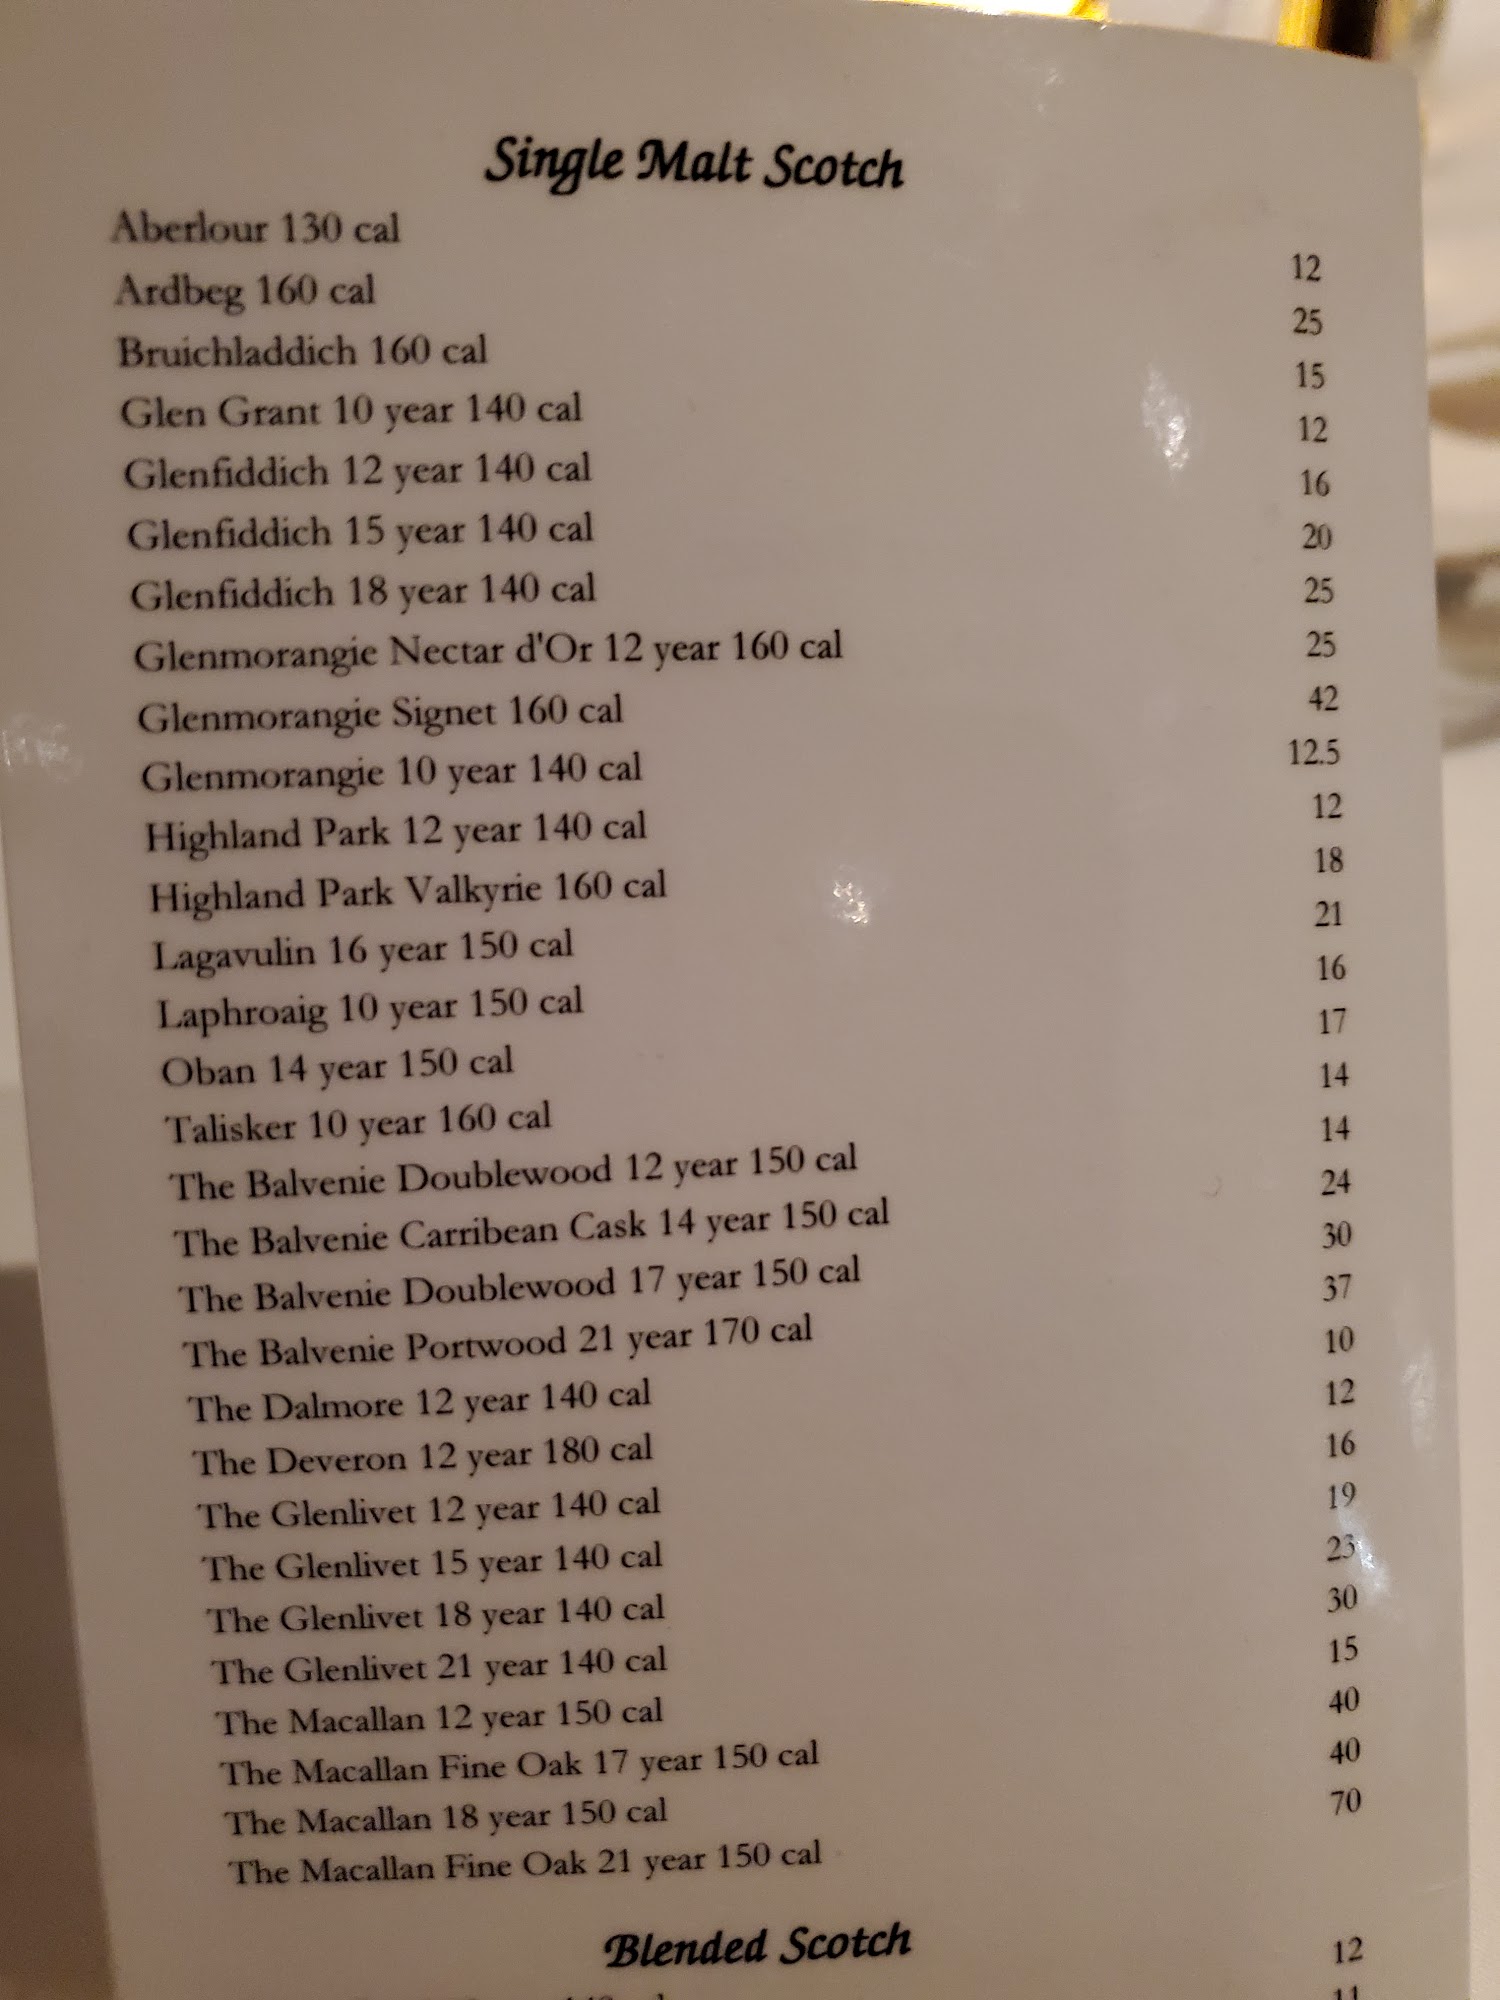 Single Malt Scotch
Aberlour 130 cal 12
Ardbeg 160 cal 25
Bruichladdich 160 cal 15
Glen Grant 10 year 140 cal 12
Glenfiddich 12 year 140 cal 16
Glenfiddich 15 year 140 cal 20
Glenfiddich 18 year 140 cal 25
Glenmorangie Nectar d'Or 12 year 160 cal 25
Glenmorangie Signet 160 cal 42
Glenmorangie 10 year 140 cal 12.5
Highland Park 12 year 140 cal 12
Highland Park Valkyrie 160 cal 18
Lagavulin 16 year 150 cal 21
Laphroaig 10 year 150 cal 16
Oban 14 year 150 cal 17
Talisker 10 year 160 cal 14
The Balvenie Doublewood 12 year 150 cal 14
The Balvenie Carribean Cask 14 year 150 cal 24
The Balvenie Doublewood 17 year 150 cal 30
The Balvenie Portwood 21 year 170 cal 37
The Dalmore 12 year 140 cal 10
The Deveron 12 year 180 cal 12
The Glenlivet 12 year 140 cal 16
The Glenlivet 15 year 140 cal 19
The Glenlivet 18 year 140 cal 23
The Glenlivet 21 year 140 cal 30
The Macallan 12 year 150 cal 15
The Macallan Fine Oak 17 year 150 cal 40
The Macallan 18 year 150 cal 40
The Macallan Fine Oak 21 year 150 cal 70
Blended Scotch
12